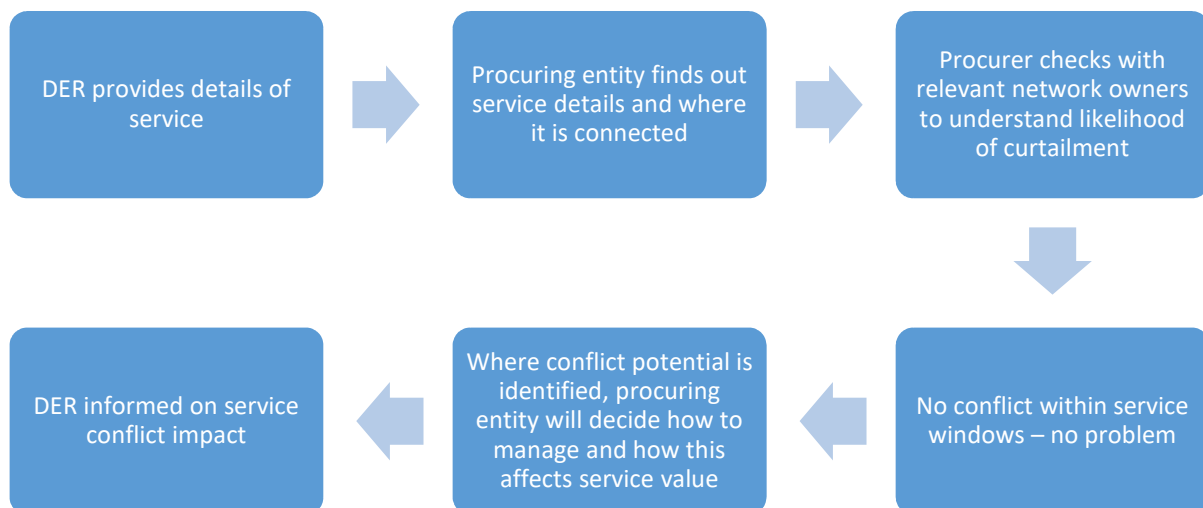 DER provides details of
service
Procuring entity finds out
service details and where
it is connected
Procurer checks with
relevant network owners
to understand likelihood
of curtailment
No conflict within service
windows – no problem
Where conflict potential is
identified, procuring
entity will decide how to
manage and how this
affects service value
DER informed on service
conflict impact